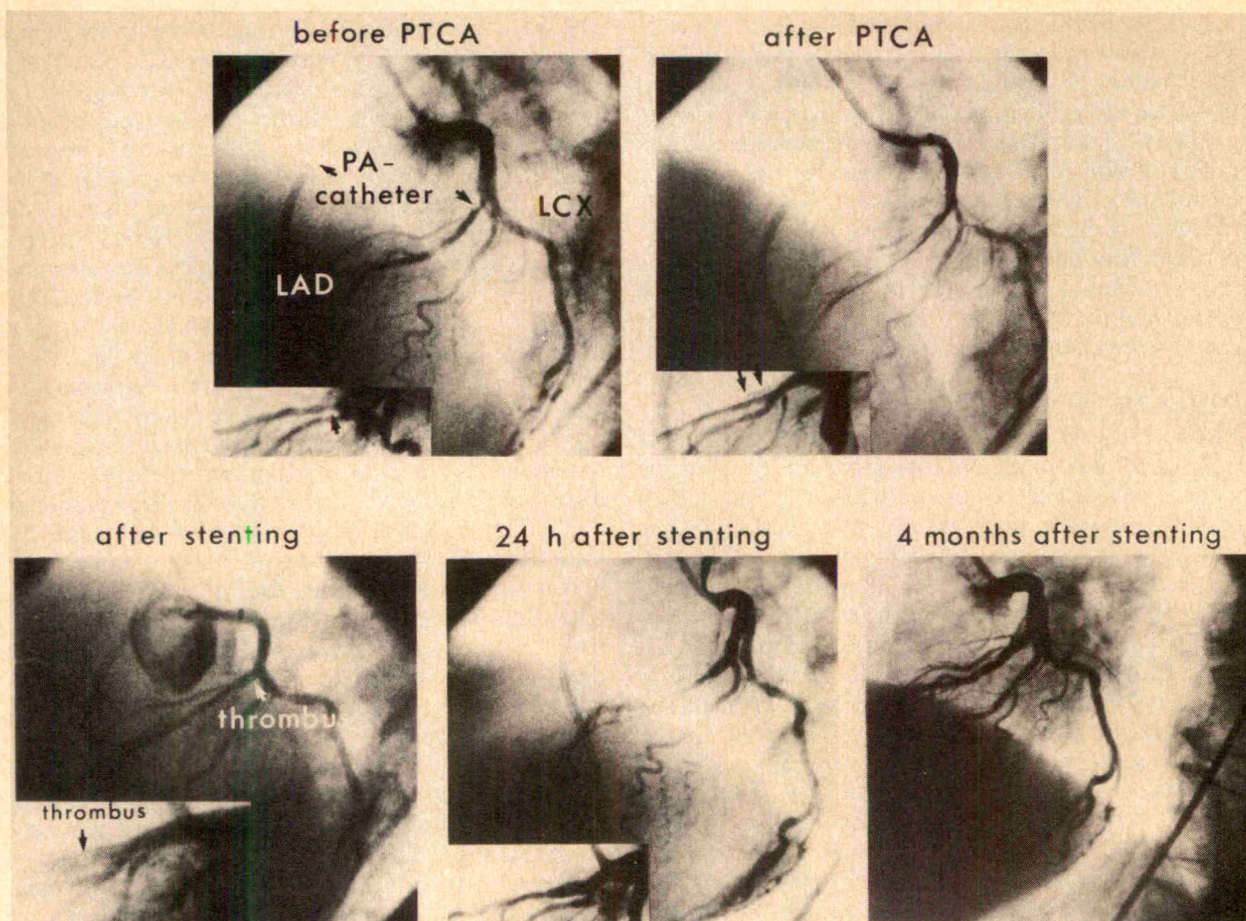 before PTCA
after PTCA
PA-
catheter
LCX
LAD
after stenting
24 h after stenting
4 months after stenting
thrombus
thrombus